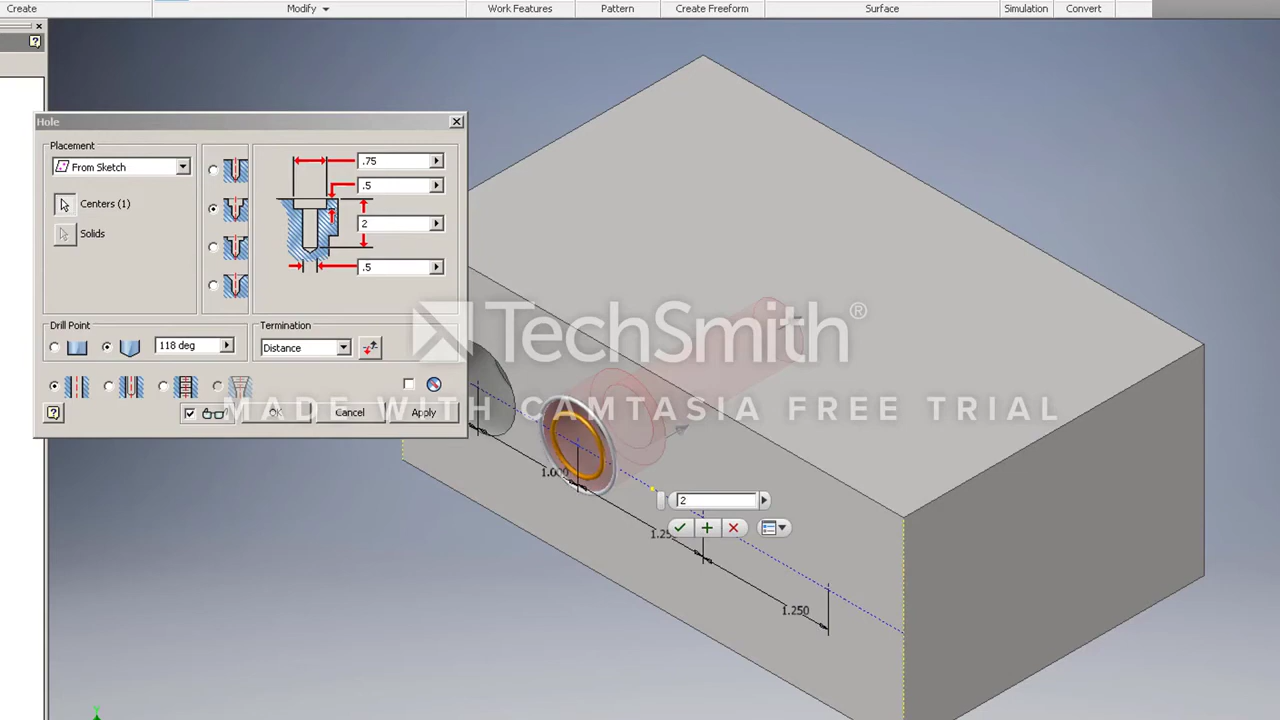 Create
Modify
Work Features
Pattern
Create Freeform
Surface
Simulation
Convert
Hole
Placement
From Sketch
Centers (1)
Solids
.75
.5
2
.5
Drill Point
118 deg
Termination
Distance
OK
Cancel
Apply
TechSmith®
MADE WITH CAMTASIA FREE TRIAL
1.000
2
1.250
Y